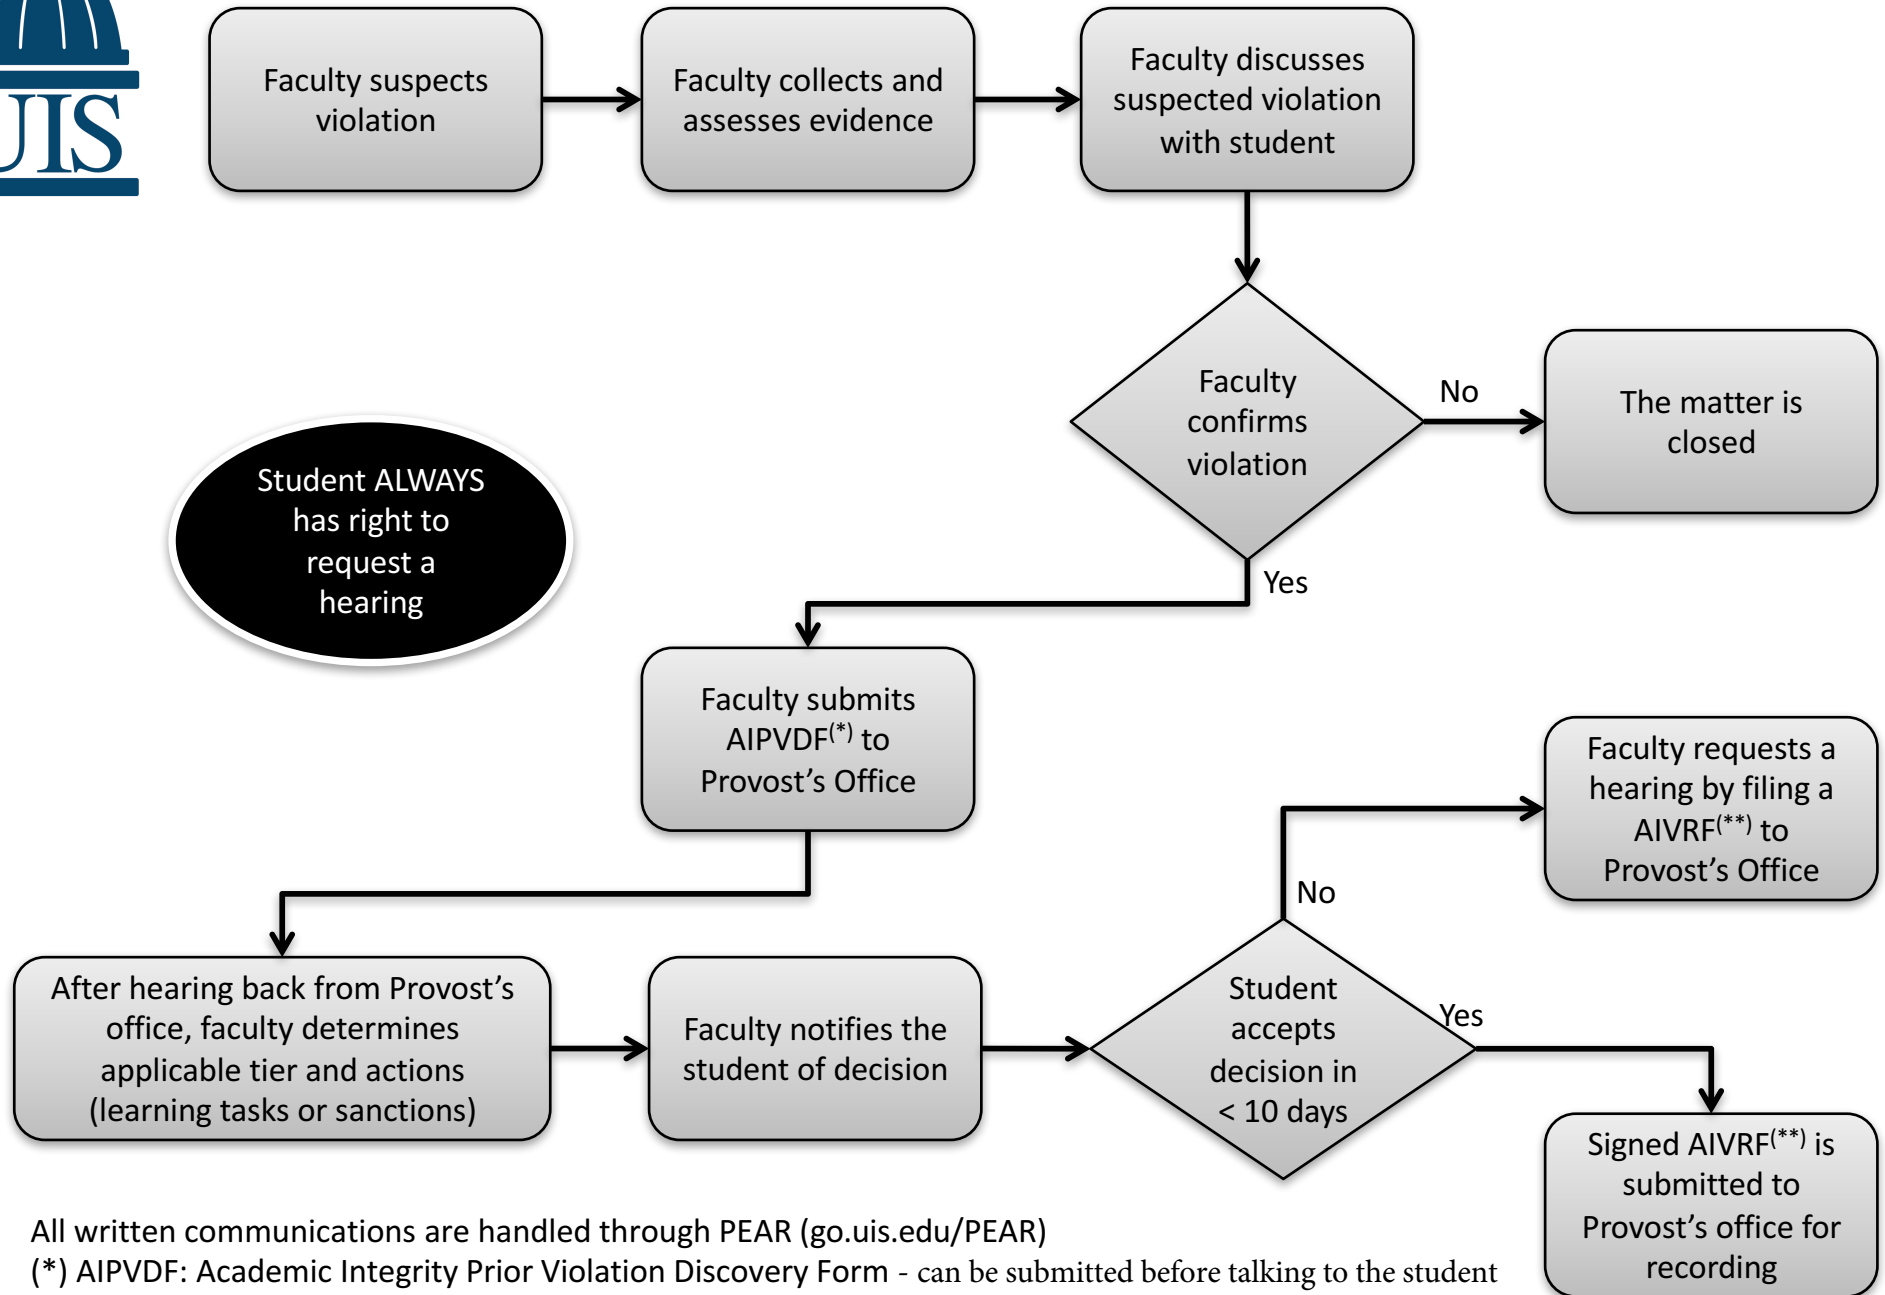 UIS
Faculty suspects
violation
Faculty collects and
assesses evidence
Faculty discusses
suspected violation
with student
Faculty
confirms
violation
No
The matter is
closed
Student ALWAYS
has right to
request a
hearing
Yes
Faculty submits
AIPVDF(*) to
Provost’s Office
Faculty requests a
hearing by filing a
AIVRF(**) to
Provost’s Office
No
After hearing back from Provost’s
office, faculty determines
applicable tier and actions
(learning tasks or sanctions)
Faculty notifies the
student of decision
Student
accepts
decision in
< 10 days
Yes
Signed AIVRF(**) is
submitted to
Provost’s office for
recording
All written communications are handled through PEAR (go.uis.edu/PEAR)
(*) AIPVDF: Academic Integrity Prior Violation Discovery Form - can be submitted before talking to the student